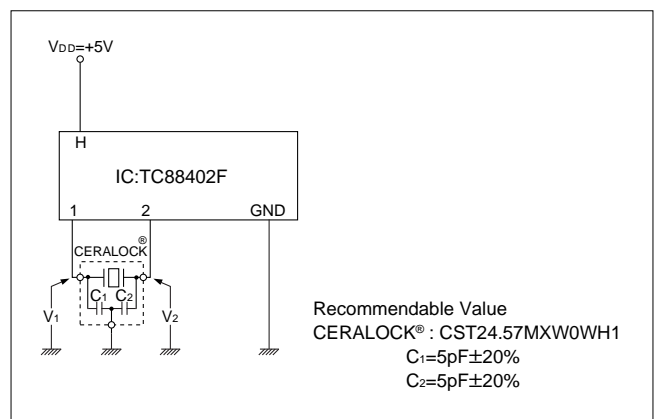 VDD=+5V
H
IC:TC88402F
1 2 GND
CERALOCK®
C1 C2
V1 V2
Recommendable Value
CERALOCK® : CST24.57MXW0WH1
C1=5pF±20%
C2=5pF±20%